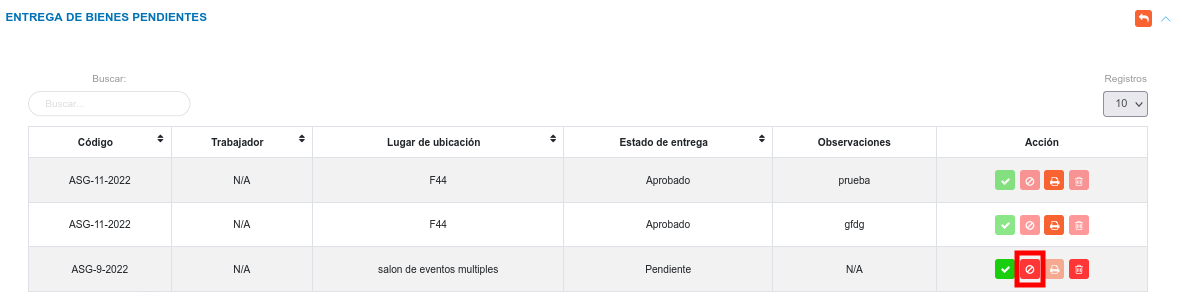 ENTREGA DE BIENES PENDIENTES
Buscar:
Registros
Buscar...
10
Código Trabajador Lugar de ubicación Estado de entrega Observaciones Acción
ASG-11-2022 N/A F44 Aprobado prueba
ASG-11-2022 N/A F44 Aprobado gfdg
ASG-9-2022 N/A salon de eventos multiples Pendiente N/A